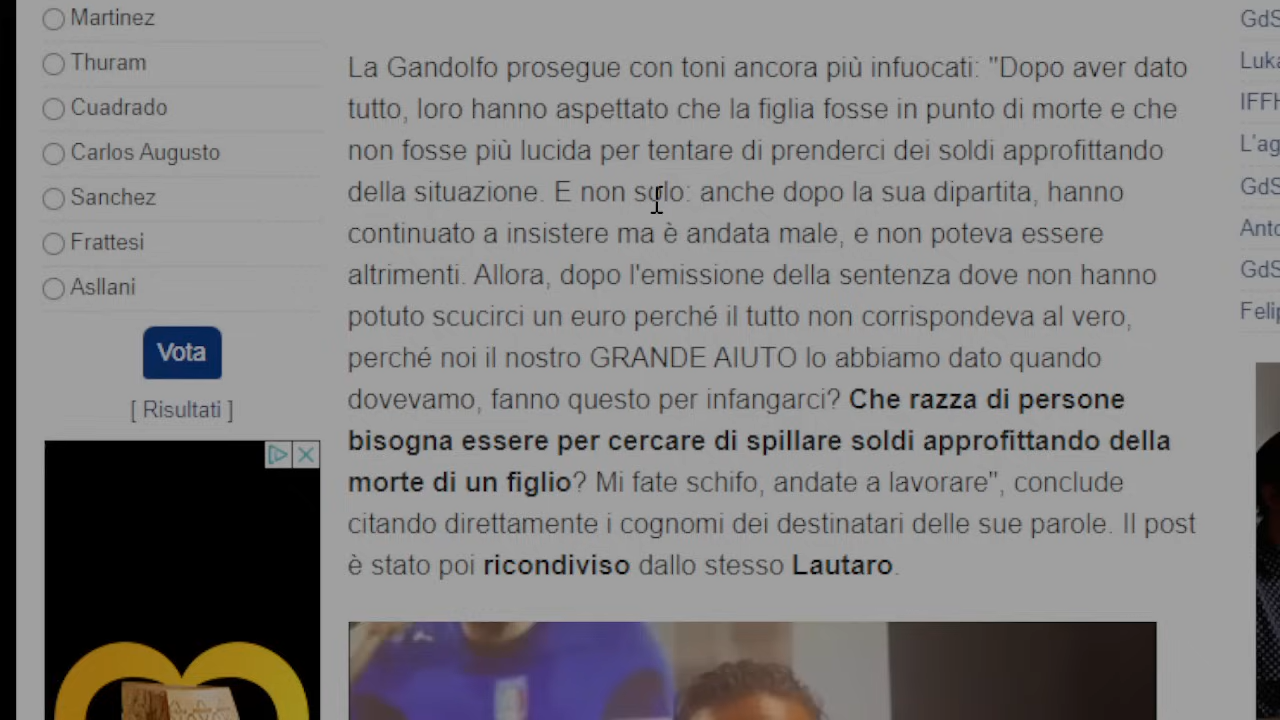 Martinez
Thuram
Cuadrado
Carlos Augusto
Sanchez
Frattesi
Asllani
Vota
[ Risultati ]
La Gandolfo prosegue con toni ancora più infuocati: "Dopo aver dato
tutto, loro hanno aspettato che la figlia fosse in punto di morte e che
non fosse più lucida per tentare di prenderci dei soldi approfittando
della situazione. E non solo: anche dopo la sua dipartita, hanno
continuato a insistere ma è andata male, e non poteva essere
altrimenti. Allora, dopo l'emissione della sentenza dove non hanno
potuto scucirci un euro perché il tutto non corrispondeva al vero,
perché noi il nostro GRANDE AIUTO lo abbiamo dato quando
dovevamo, fanno questo per infangarci? Che razza di persone
bisogna essere per cercare di spillare soldi approfittando della
morte di un figlio? Mi fate schifo, andate a lavorare", conclude
citando direttamente i cognomi dei destinatari delle sue parole. Il post
è stato poi ricondiviso dallo stesso Lautaro.
GdS
Luka
IFFH
L'ag
GdS
Anto
GdS
Felip